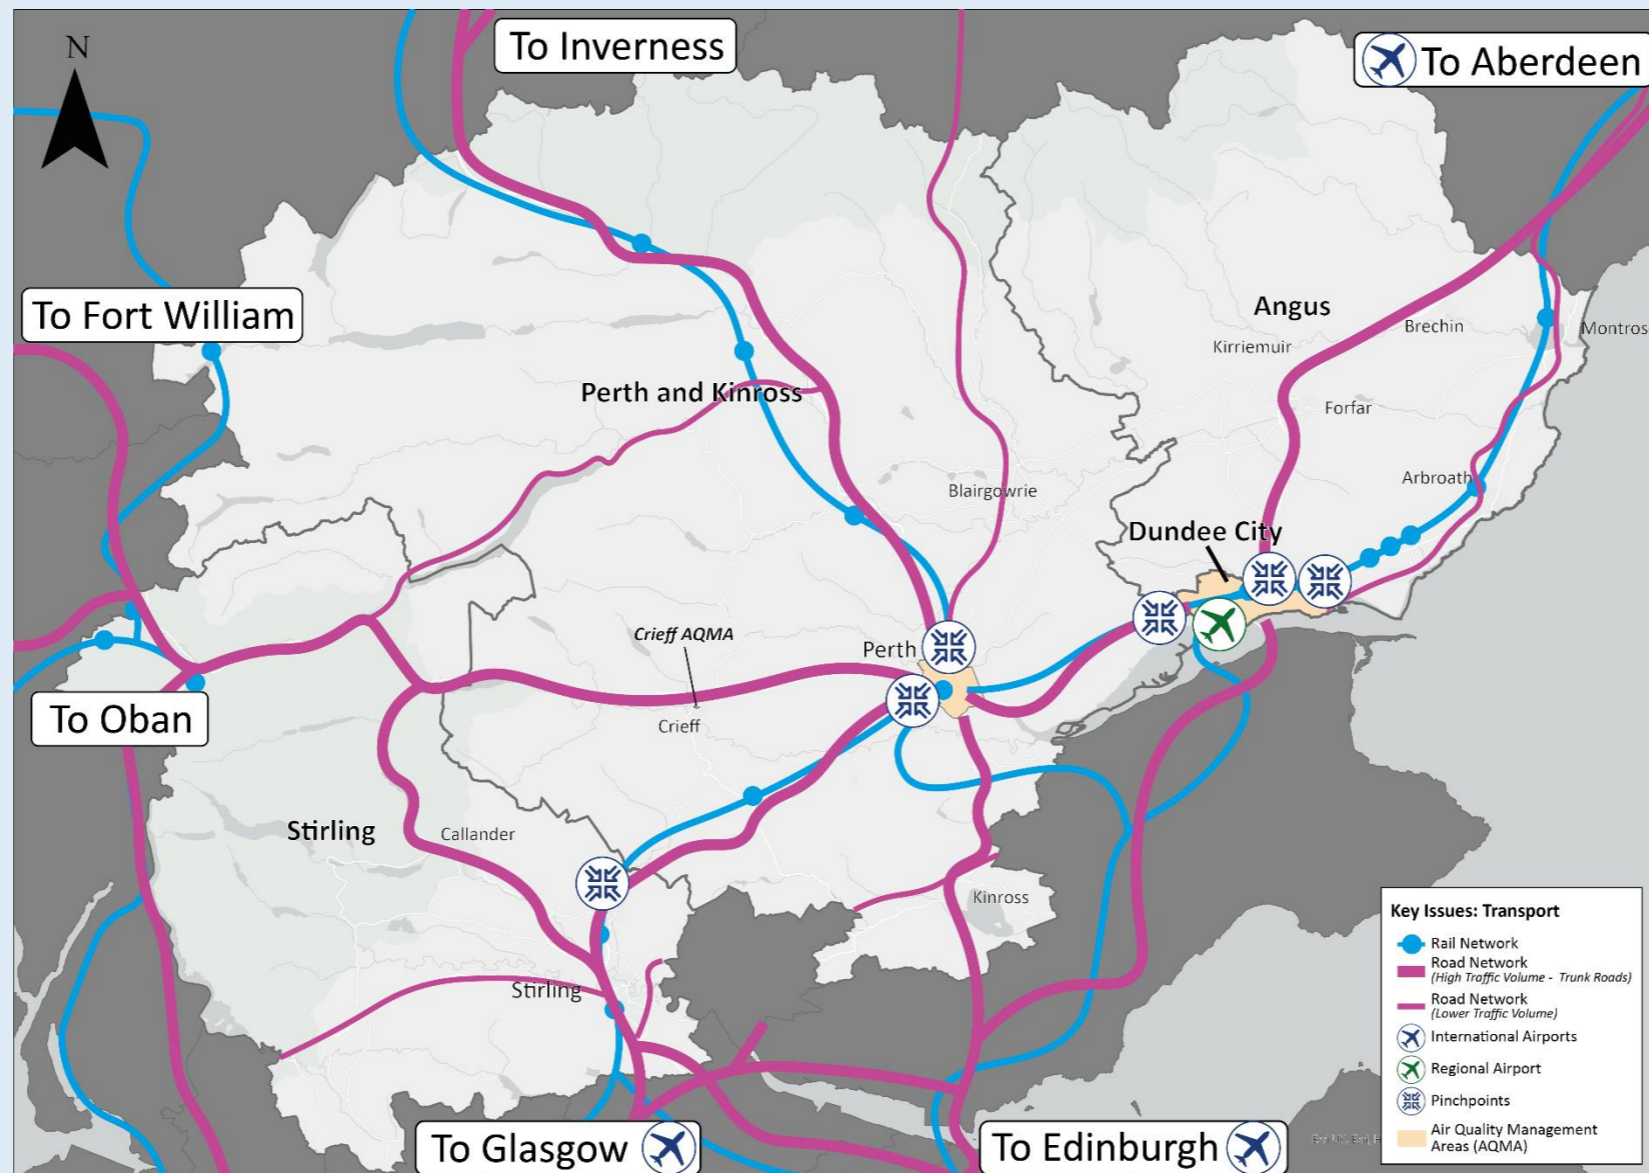 N
To Inverness
To Aberdeen
To Fort William
Angus
Brechin
Kirriemuir
Montros
Perth and Kinross
Forfar
Arbroath
Blairgowrie
Dundee City
Crieff AQMA
Perth
To Oban
Crieff
Stirling
Callander
Kinross
Stirling
To Glasgow
To Edinburgh
Key Issues: Transport
Rail Network
Road Network
(High Traffic Volume - Trunk Roads)
Road Network
(Lower Traffic Volume)
International Airports
Regional Airport
Pinchpoints
Air Quality Management
Areas (AQMA)